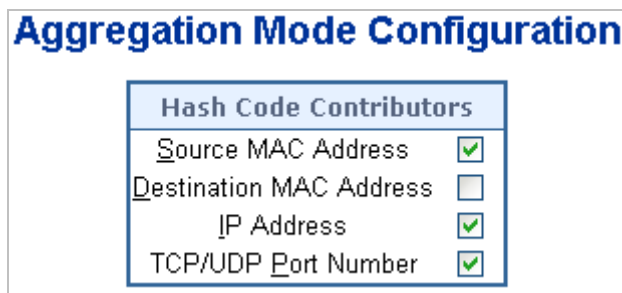 Aggregation Mode Configuration
Hash Code Contributors
Source MAC Address
Destination MAC Address
IP Address
TCP/UDP Port Number